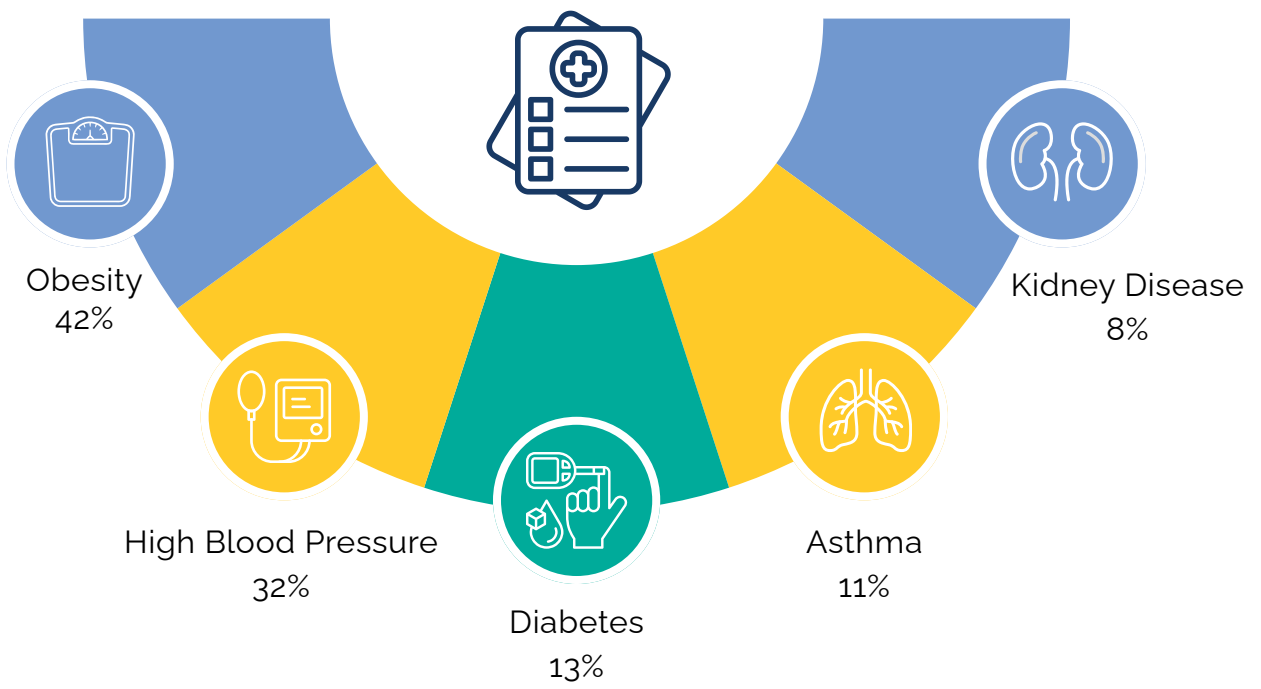 Obesity
42%
High Blood Pressure
32%
Diabetes
13%
Asthma
11%
Kidney Disease
8%